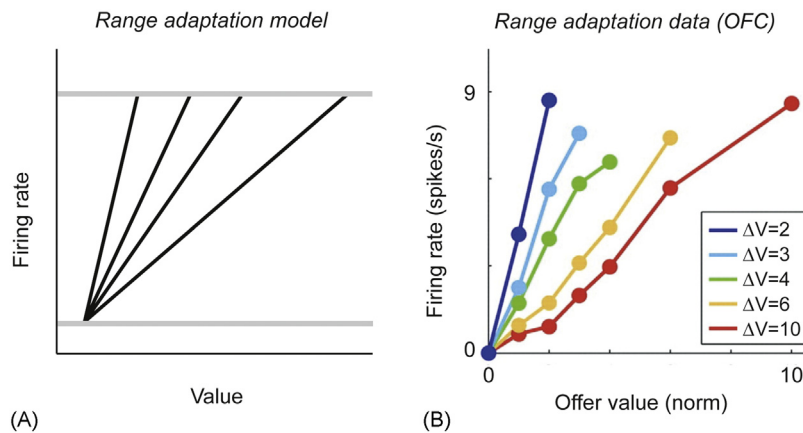 Range adaptation model
Firing rate
Value
(A)
Range adaptation data (OFC)
Firing rate (spikes/s)
9
0
ΔV=2
ΔV=3
ΔV=4
ΔV=6
ΔV=10
0
10
Offer value (norm)
(B)